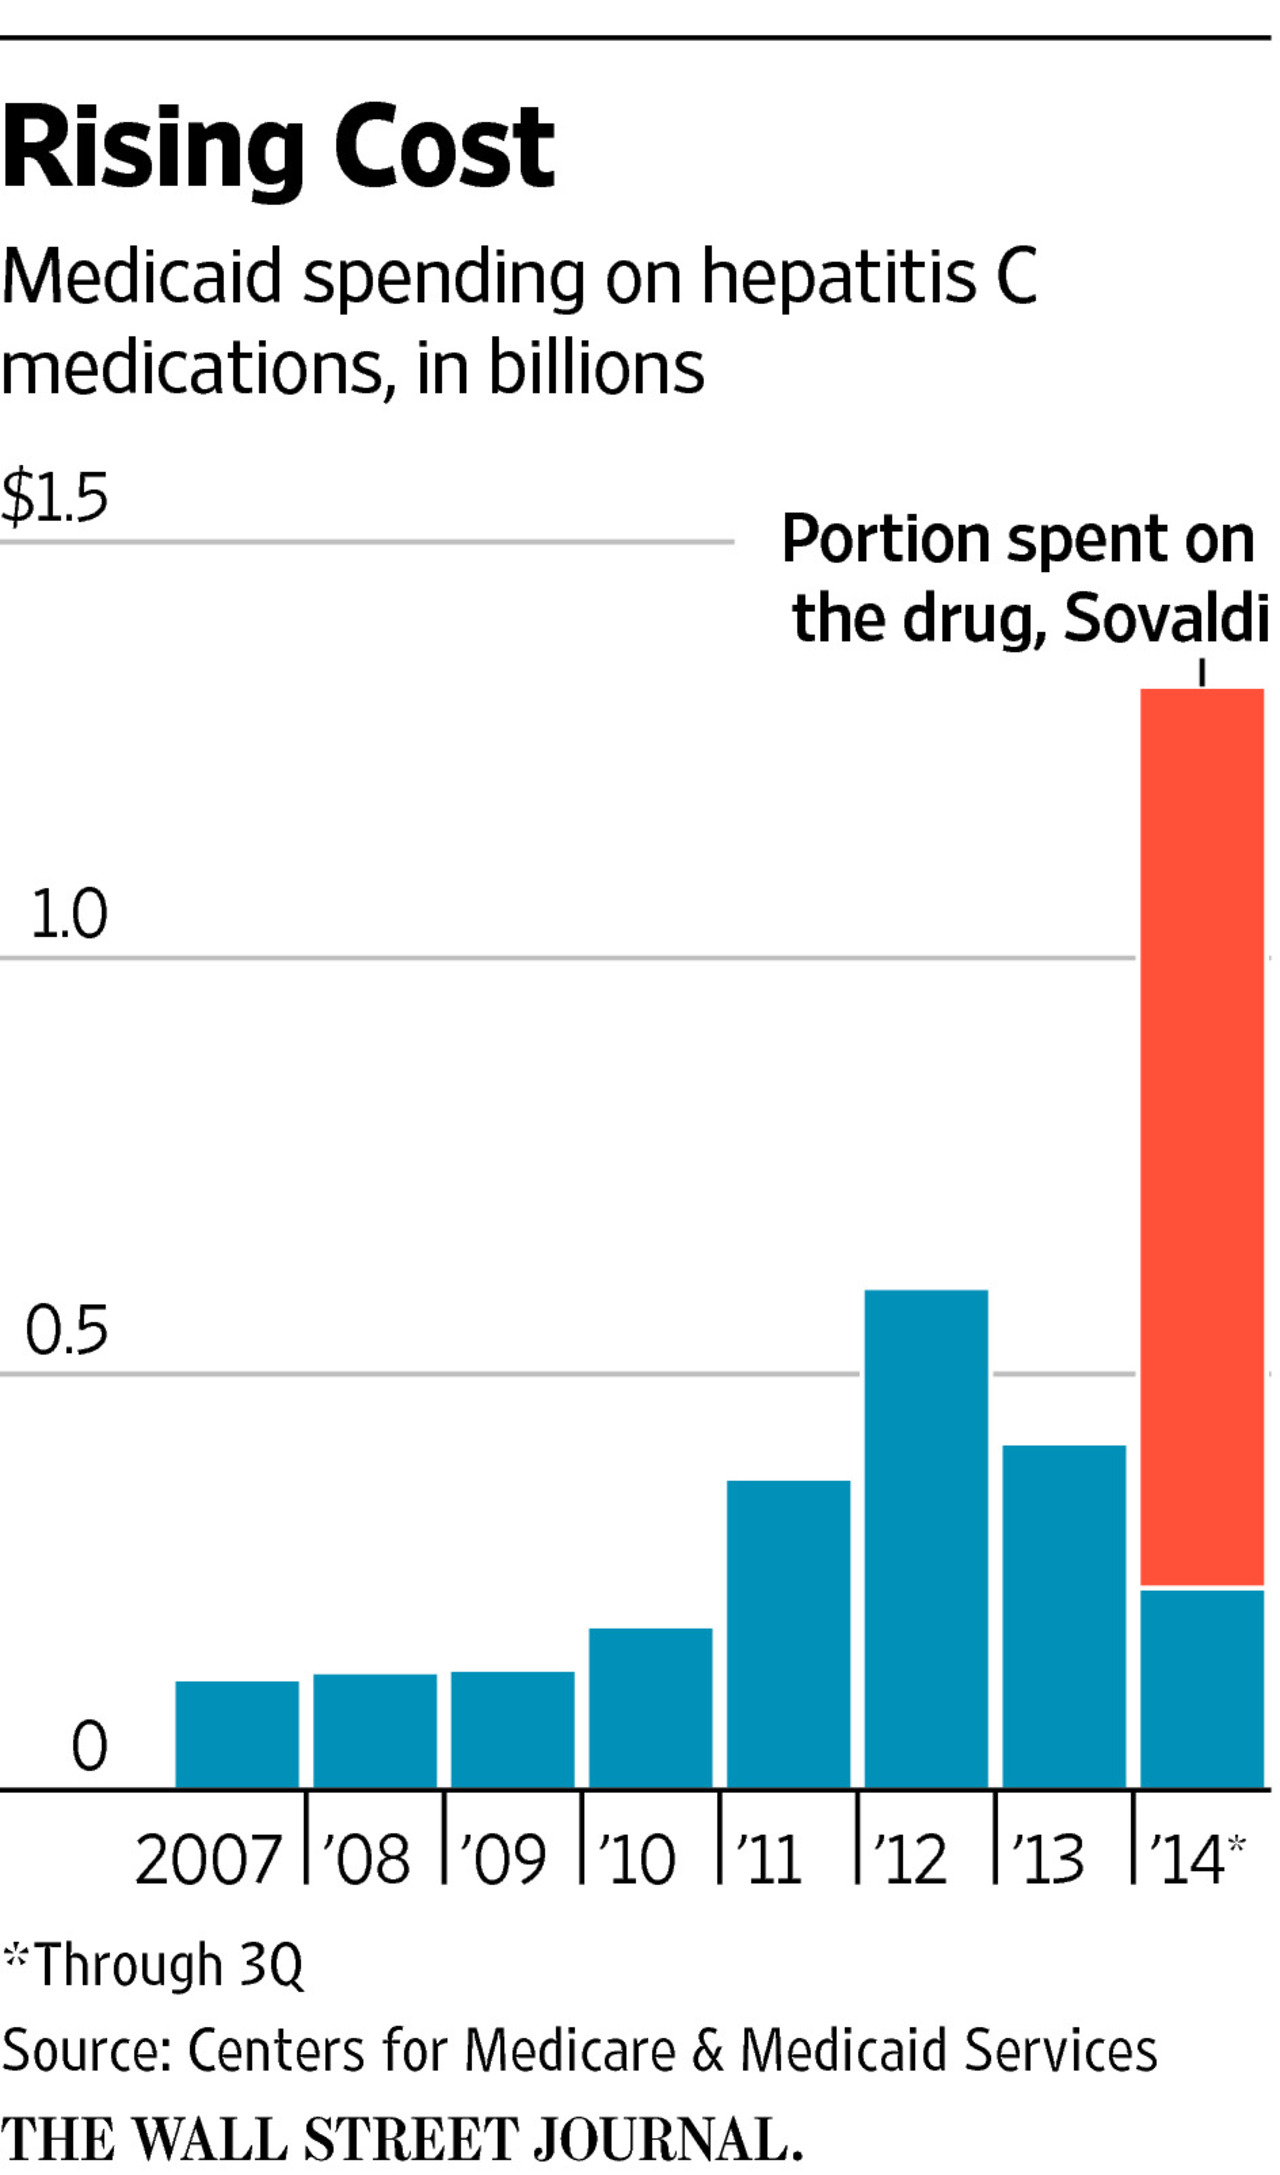 Rising Cost
Medicaid spending on hepatitis C
medications, in billions
$1.5
Portion spent on
the drug, Sovaldi
1.0
0.5
0
2007 ’08 ’09 ’10 ’11 ’12 ’13 ’14*
*Through 3Q
Source: Centers for Medicare & Medicaid Services
THE WALL STREET JOURNAL.